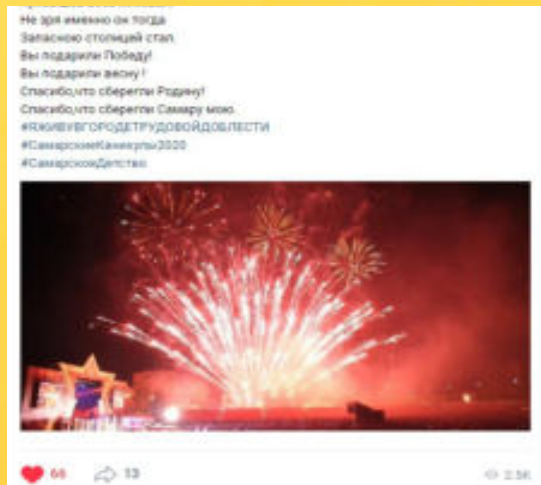 Не зря именно он тогда
Запасною столицей стал.
Вы подарили Победу!
Вы подарили весну!
Спасибо,что сберегли Родину!
Спасибо,что сберегли Самару мою.
#ЯЖИВУВГОРОДЕТРУДОВОЙДОБЛЕСТИ
#СамарскиеКаникулы2020
#СамарскоеДетство
66 13 2.5K